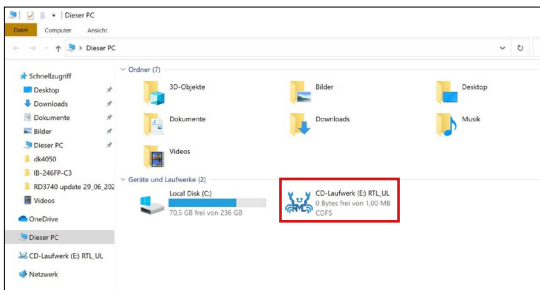 Dieser PC
Datei Computer Ansicht
Dieser PC
Schnellzugriff
Desktop
Downloads
Dokumente
Bilder
Dieser PC
dk4050
IB-246FP-C3
RD3740 update 29_06_202
Videos
OneDrive
Dieser PC
CD-Laufwerk (E:) RTL_UL
Netzwerk
Ordner (7)
3D-Objekte
Bilder
Desktop
Dokumente
Downloads
Musik
Videos
Geräte und Laufwerke (2)
Local Disk (C:)
70,5 GB frei von 236 GB
CD-Laufwerk (E:) RTL_UL
0 Bytes frei von 1,00 MB
CDFS